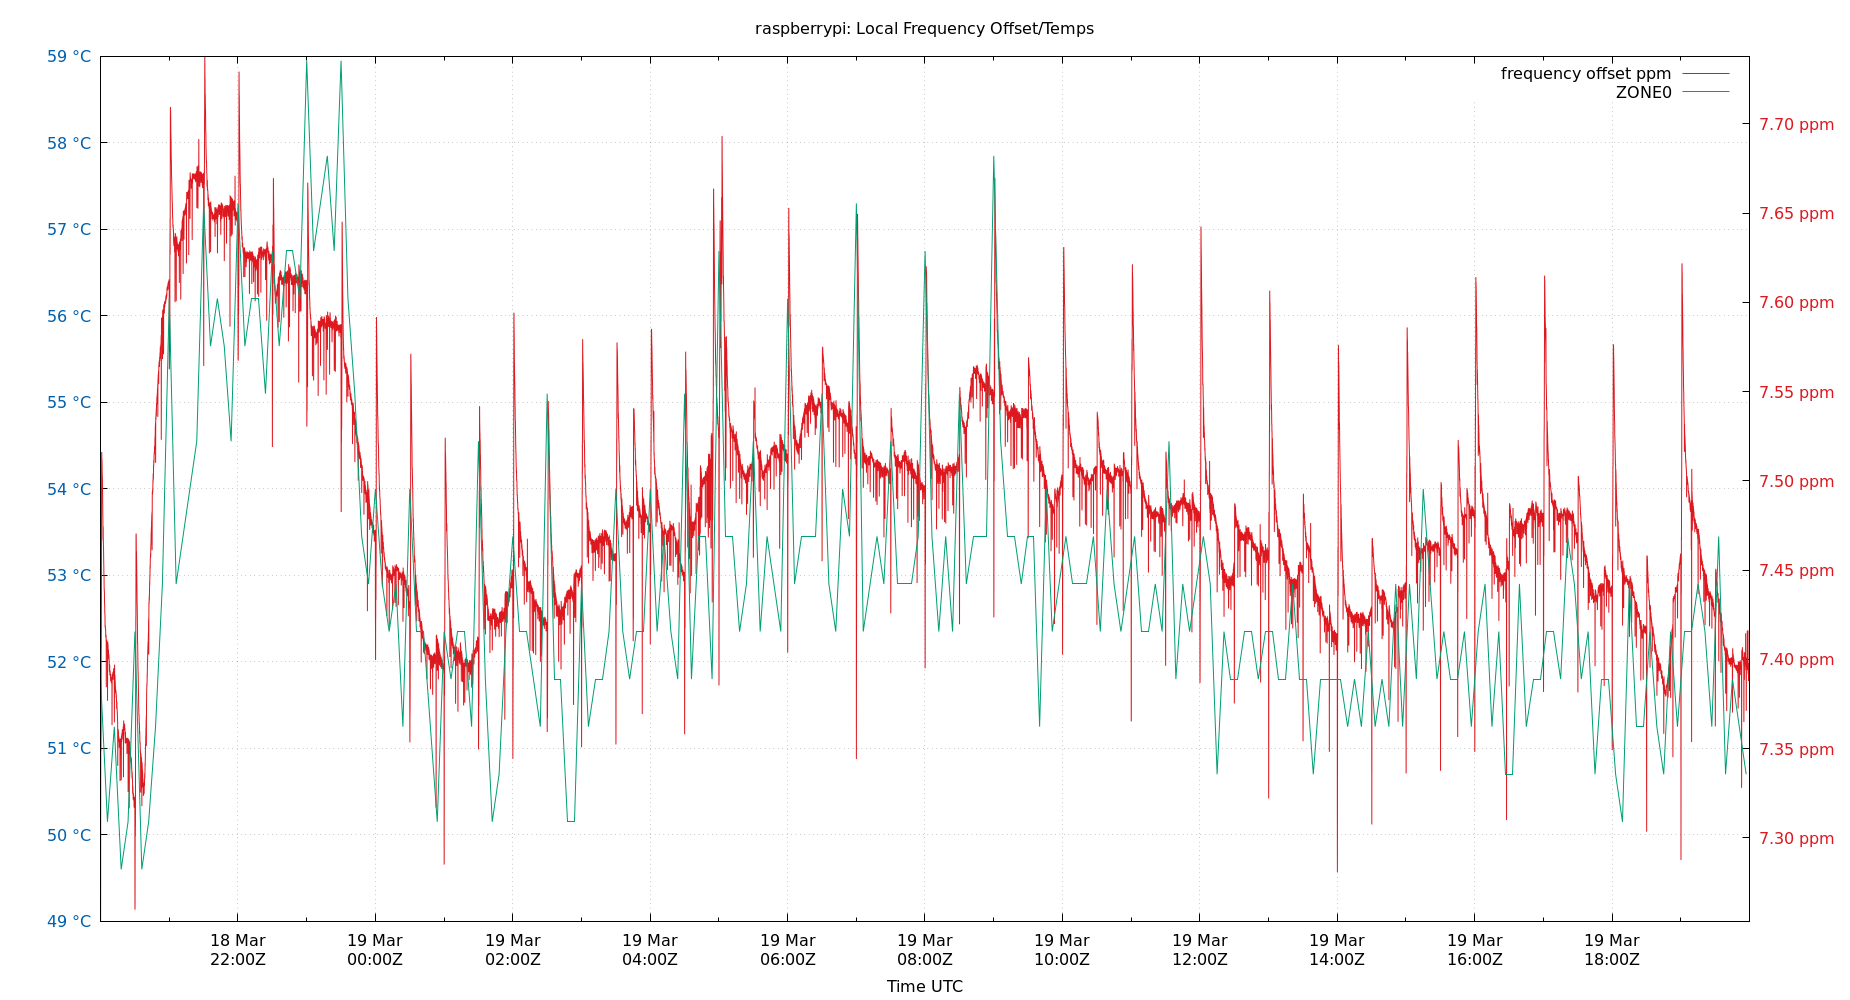 raspberrypi: Local Frequency Offset/Temps
frequency offset ppm
ZONE0
59 °C
58 °C
57 °C
56 °C
55 °C
54 °C
53 °C
52 °C
51 °C
50 °C
49 °C
7.70 ppm
7.65 ppm
7.60 ppm
7.55 ppm
7.50 ppm
7.45 ppm
7.40 ppm
7.35 ppm
7.30 ppm
18 Mar 19 Mar 19 Mar 19 Mar 19 Mar 19 Mar 19 Mar 19 Mar 19 Mar 19 Mar 19 Mar
22:00Z 00:00Z 02:00Z 04:00Z 06:00Z 08:00Z 10:00Z 12:00Z 14:00Z 16:00Z 18:00Z
Time UTC